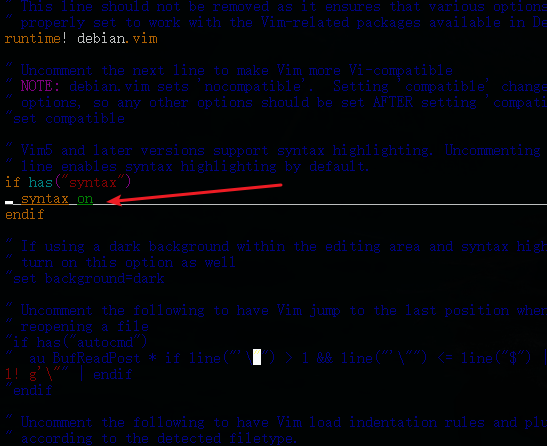 " This line should not be removed as it ensures that various options
" properly set to work with the Vim-related packages available in De
runtime! debian.vim
" Uncomment the next line to make Vim more Vi-compatible
" NOTE: debian.vim sets 'nocompatible'. Setting 'compatible' change
" options, so any other options should be set AFTER setting 'compati
"set compatible
" Vim5 and later versions support syntax highlighting. Uncommenting
" line enables syntax highlighting by default.
if has("syntax")
syntax on
endif
" If using a dark background within the editing area and syntax high
" turn on this option as well
"set background=dark
" Uncomment the following to have Vim jump to the last position when
" reopening a file
"if has("autocmd")
" au BufReadPost * if line("'\"") > 1 && line("'\"") <= line("$") |
1! g'\"" | endif
"endif
" Uncomment the following to have Vim load indentation rules and plu
" according to the detected filetype.